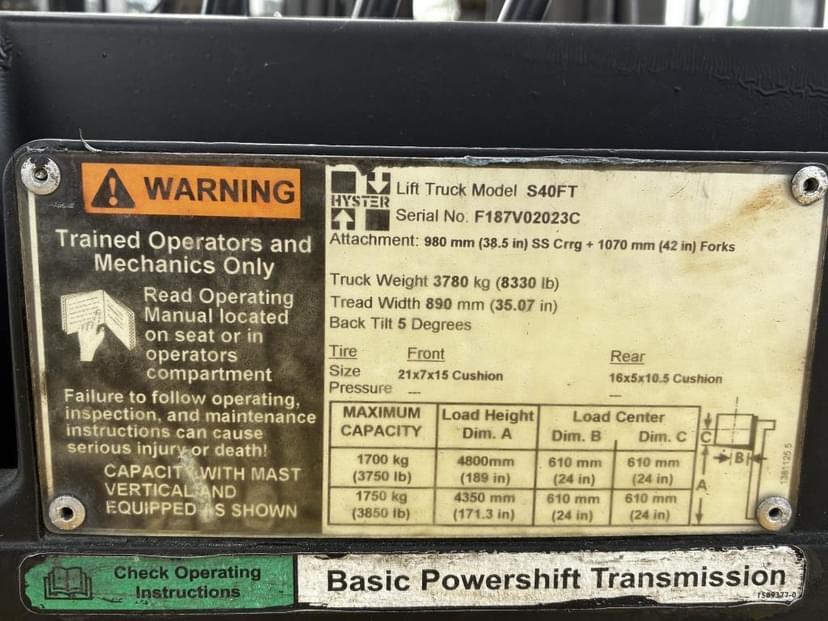 WARNING
Trained Operators and
Mechanics Only
Read Operating
Manual located
on seat or in
operators
compartment
Failure to follow operating,
inspection, and maintenance
instructions can cause
serious injury or death!
CAPACITY WITH MAST
VERTICAL AND
EQUIPPED AS SHOWN
HYSTER
Lift Truck Model S40FT
Serial No. F187V02023C
Attachment: 980 mm (38.5 in) SS Crrg + 1070 mm (42 in) Forks
Truck Weight 3780 kg (8330 lb)
Tread Width 890 mm (35.07 in)
Back Tilt 5 Degrees
Tire Front Rear
Size 21x7x15 Cushion 16x5x10.5 Cushion
Pressure __ __
MAXIMUM CAPACITY Load Height Dim. A Load Center Dim. B Dim. C
1700 kg (3750 lb) 4800mm (189 in) 610 mm (24 in) 610 mm (24 in)
1750 kg (3850 lb) 4350 mm (171.3 in) 610 mm (24 in) 610 mm (24 in)
C
B
A
Check Operating
Instructions
Basic Powershift Transmission